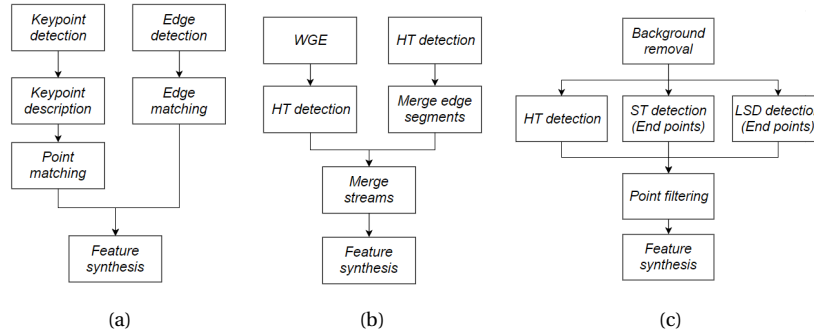 Keypoint
detection
Edge
detection
Keypoint
description
Edge
matching
Point
matching
Feature
synthesis
(a)
WGE
HT detection
HT detection
Merge edge
segments
Merge
streams
Feature
synthesis
(b)
Background
removal
HT detection
ST detection
(End points)
LSD detection
(End points)
Point filtering
Feature
synthesis
(c)